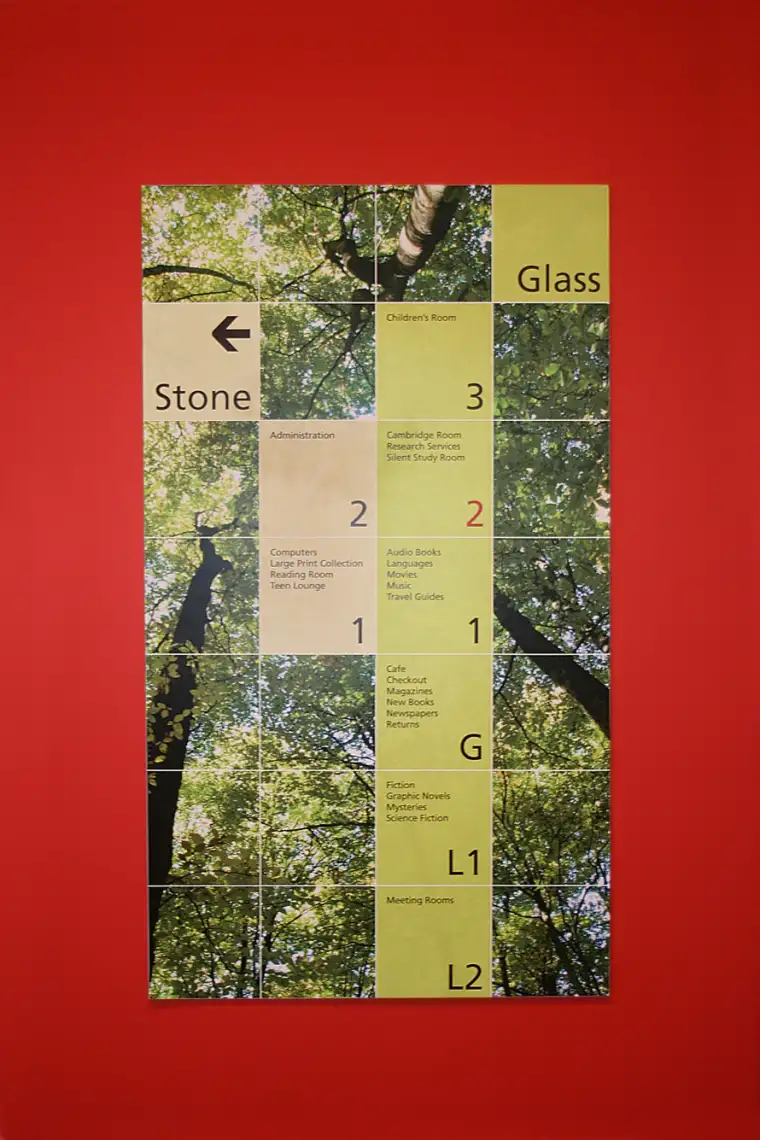 Glass
Stone
Children's Room
3
Administration
2
Cambridge Room
Research Services
Silent Study Room
2
Computers
Large Print Collection
Reading Room
Teen Lounge
1
Audio Books
Languages
Movies
Music
Travel Guides
1
Cafe
Checkout
Magazines
New Books
Newspapers
Returns
G
Fiction
Graphic Novels
Mysteries
Science Fiction
L1
Meeting Rooms
L2